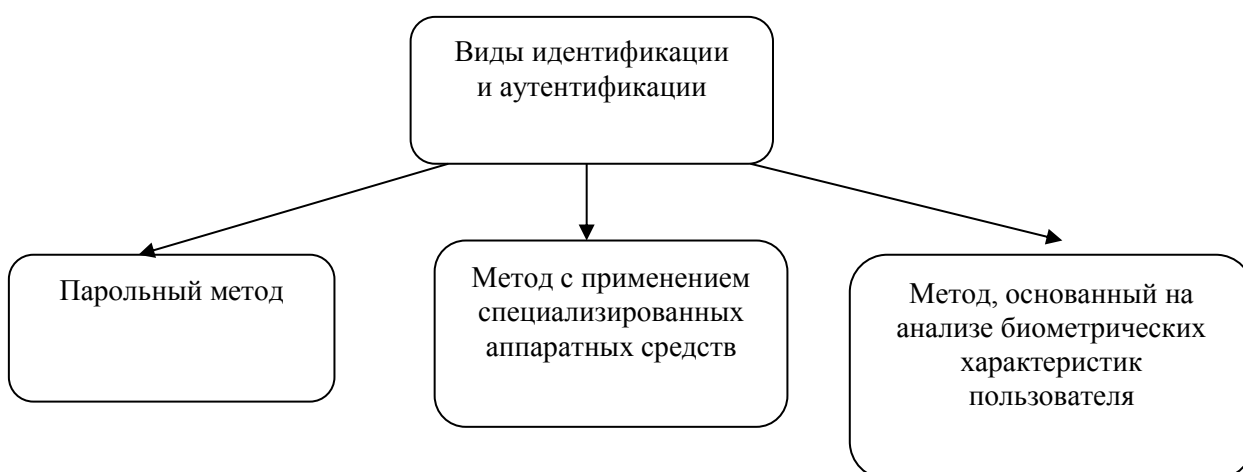 Виды идентификации
и аутентификации
Парольный метод
Метод с применением
специализированных
аппаратных средств
Метод, основанный на
анализе биометрических
характеристик
пользователя